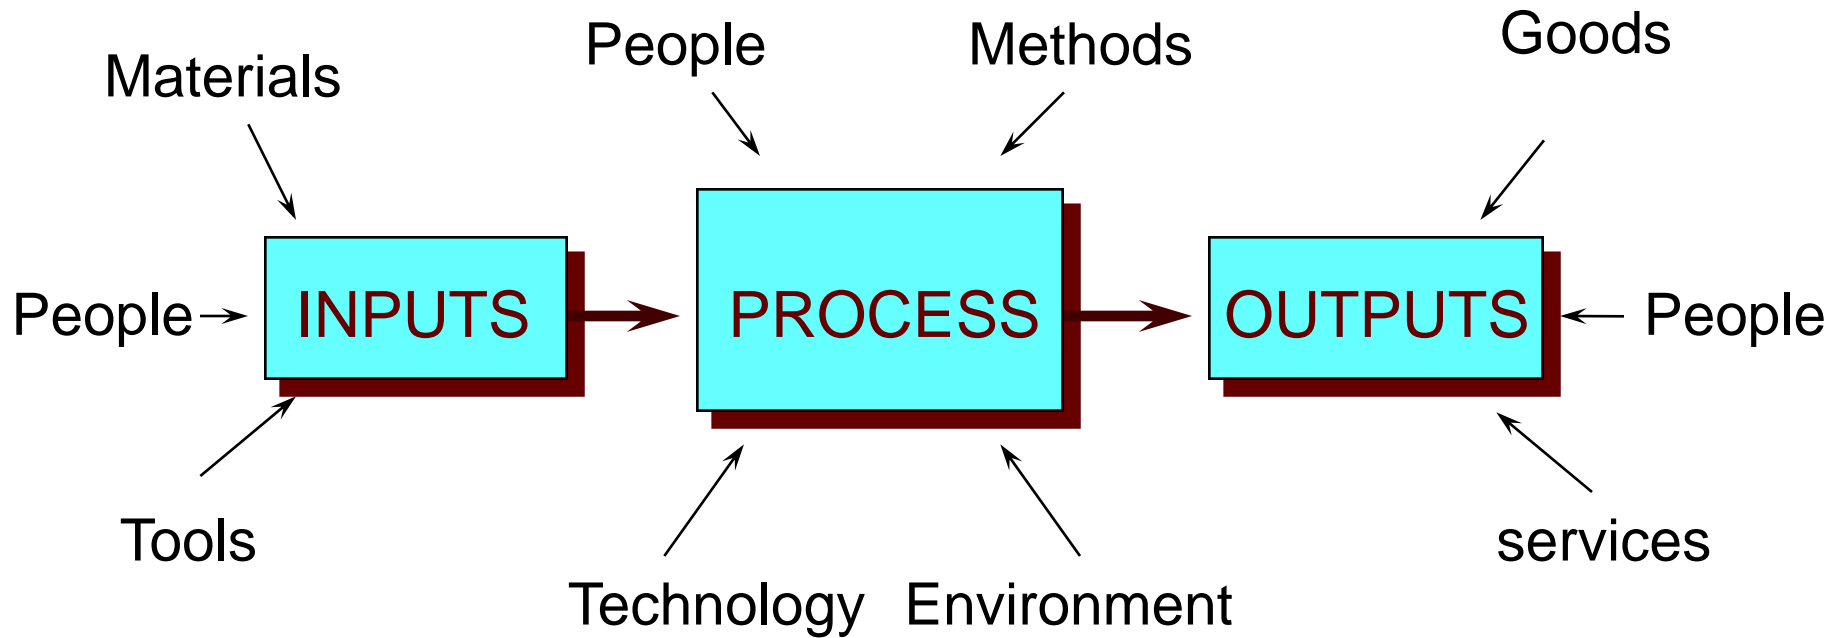 Materials
People
Methods
Goods
People
INPUTS
PROCESS
OUTPUTS
People
Tools
services
Technology
Environment